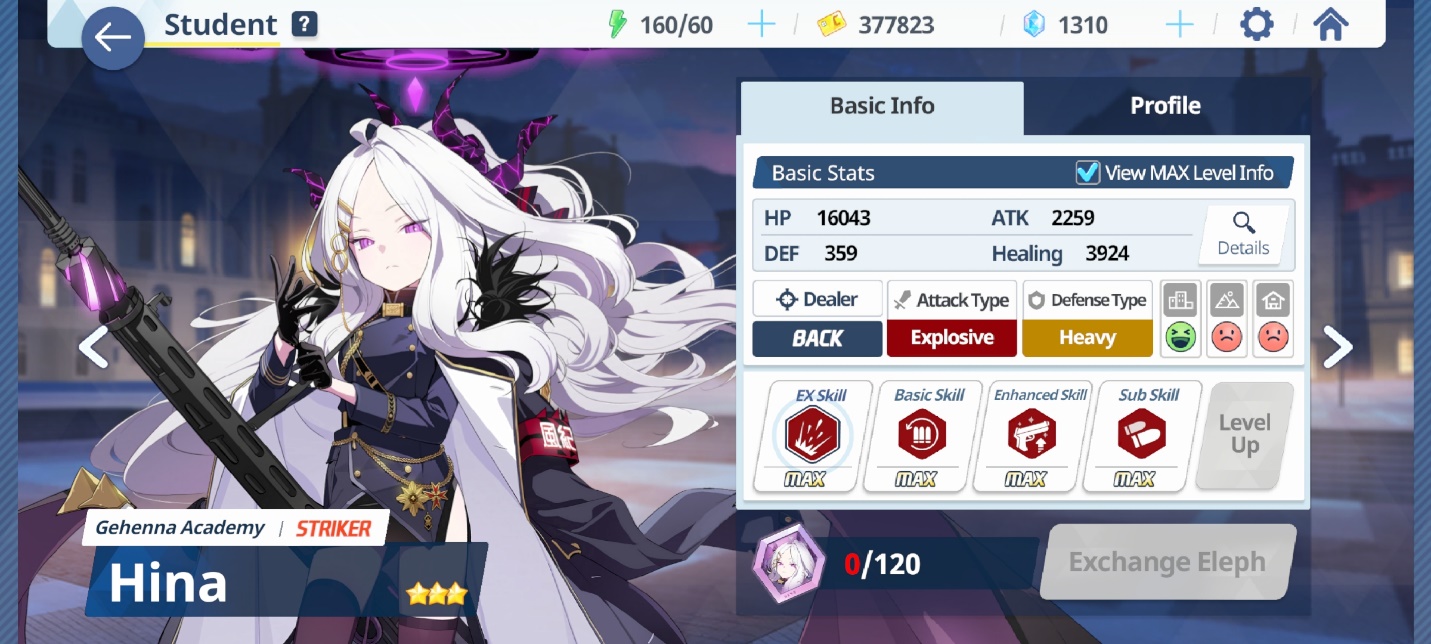 Student ?
160/60
377823
1310
Basic Info
Profile
Basic Stats
View MAX Level Info
HP 16043
ATK 2259
DEF 359
Healing 3924
Details
Dealer
Attack Type
Defense Type
BACK
Explosive
Heavy
EX Skill
Basic Skill
Enhanced Skill
Sub Skill
MAX
MAX
MAX
MAX
Level
Up
風紀
Gehenna Academy | STRIKER
Hina
0/120
Exchange Eleph